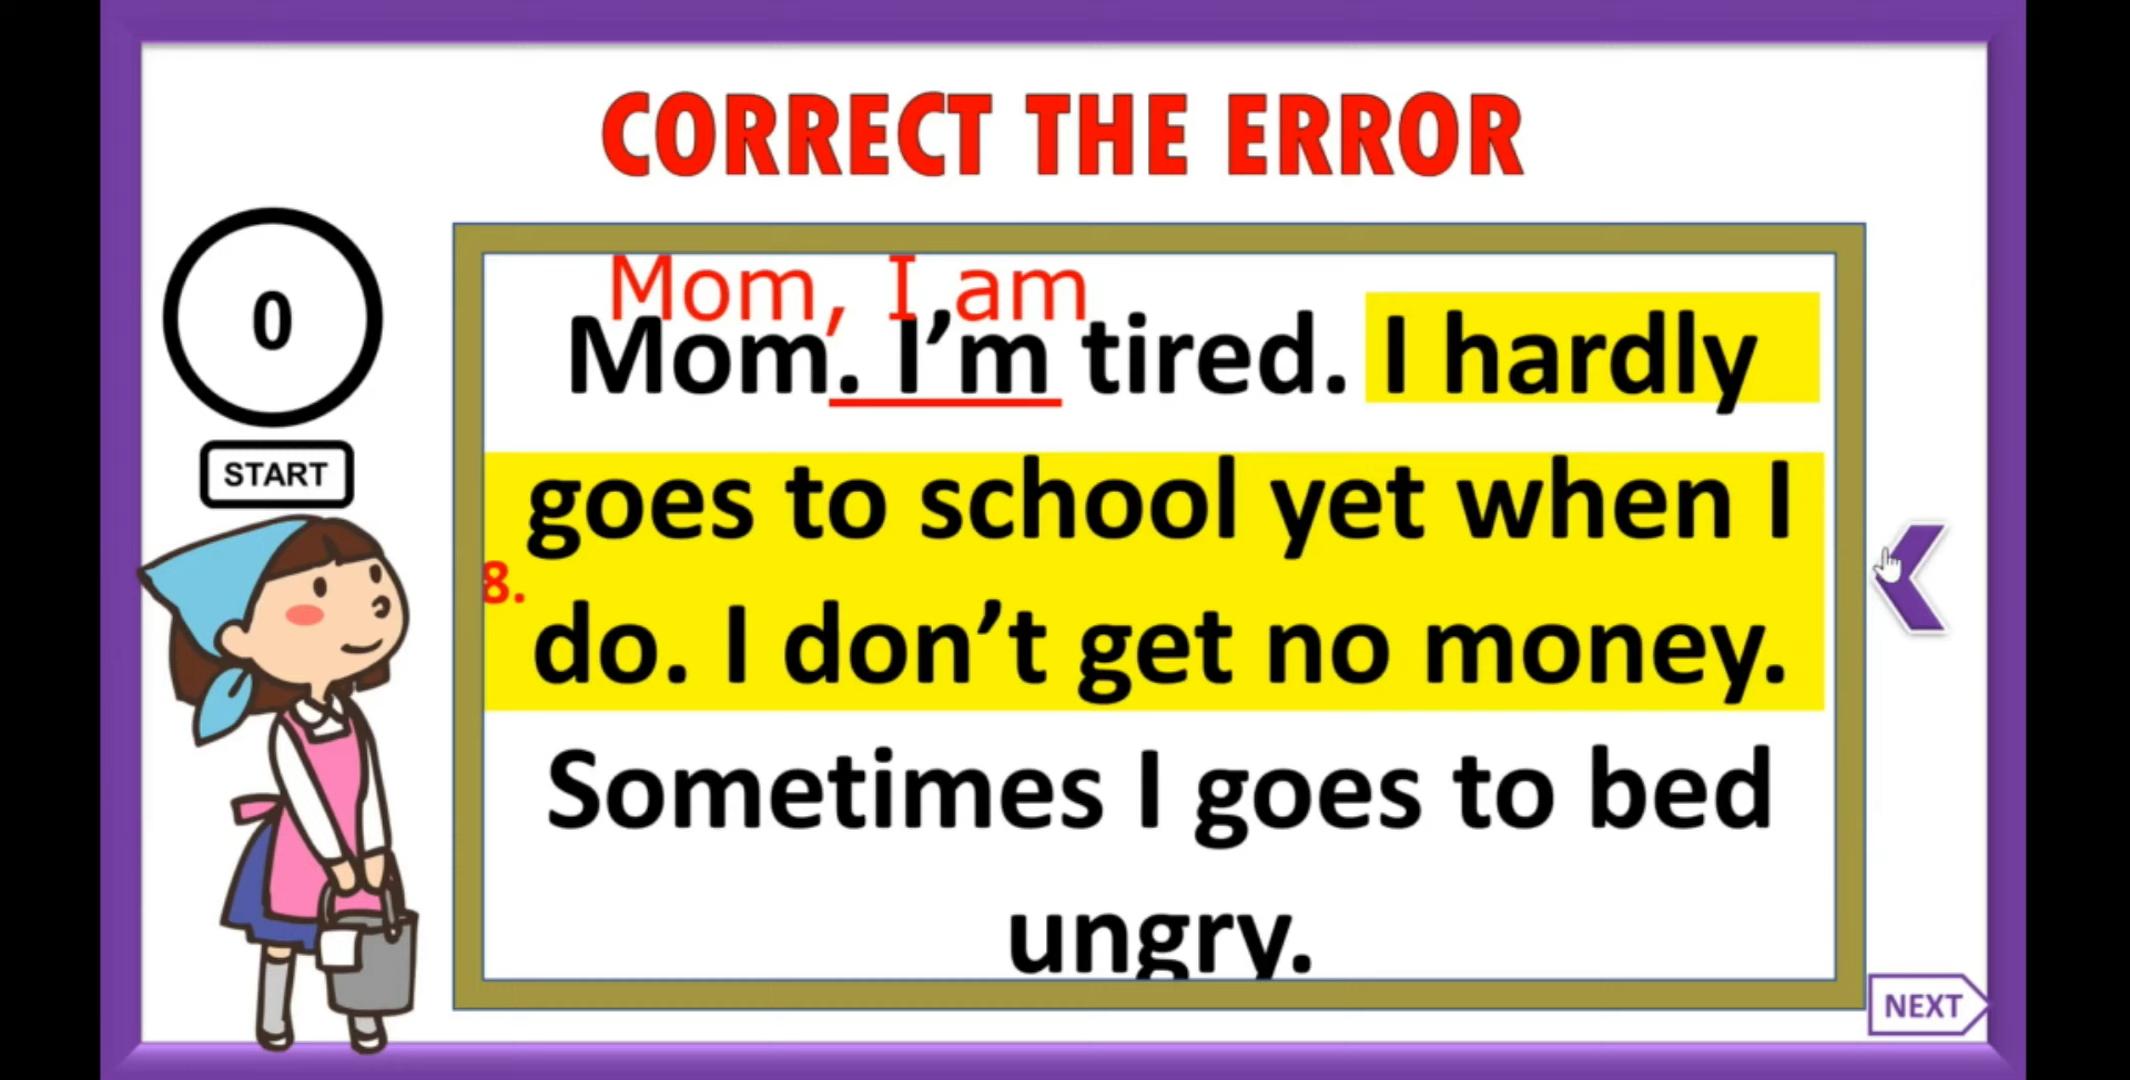 CORRECT THE ERROR
0
START
Mom, I am
Mom. I’m tired. I hardly
goes to school yet when I
8.
do. I don’t get no money.
Sometimes I goes to bed
ungry.
NEXT